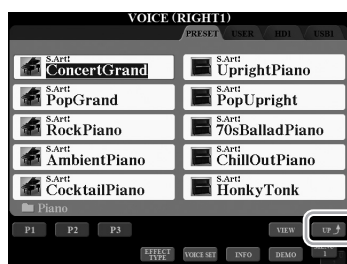 VOICE (RIGHT1)
PRESET USER HD1 USB1
S.Art! ConcertGrand
S.Art! UprightPiano
S.Art! PopGrand
S.Art! PopUpright
S.Art! RockPiano
S.Art! 70sBalladPiano
S.Art! AmbientPiano
S.Art! ChillOutPiano
S.Art! CocktailPiano
S.Art! HonkyTonk
Piano
P1 P2 P3 VIEW UP
EFFECT TYPE VOICE SET INFO DEMO MENU 1